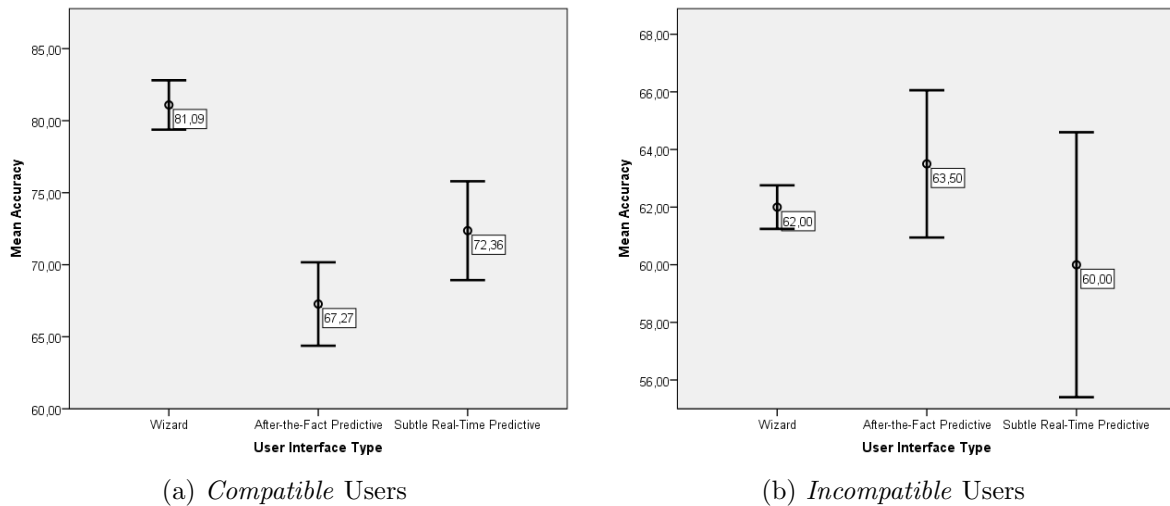 85,00
80,00
75,00
70,00
65,00
60,00
Mean Accuracy
81,09
67,27
72,36
Wizard
After-the-Fact Predictive
Subtle Real-Time Predictive
User Interface Type
(a) Compatible Users
68,00
66,00
64,00
62,00
60,00
58,00
56,00
Mean Accuracy
62,00
63,50
60,00
Wizard
After-the-Fact Predictive
Subtle Real-Time Predictive
User Interface Type
(b) Incompatible Users